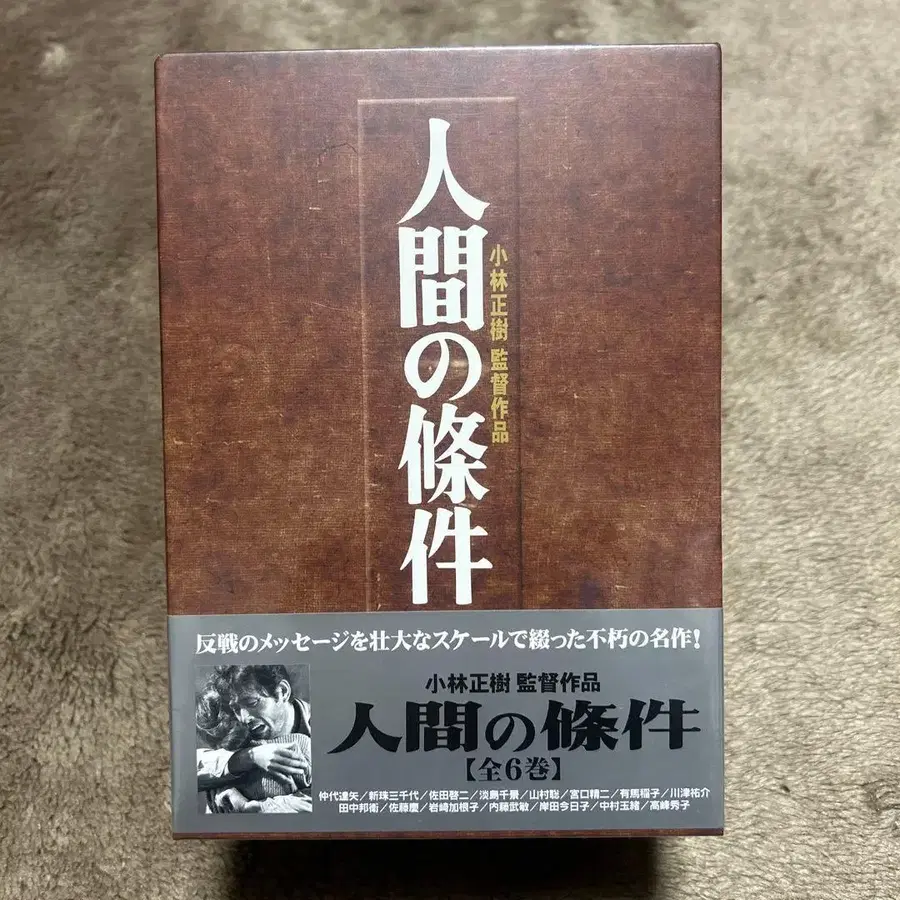 人間の條件
小林正樹 監督作品
反戦のメッセージを壮大なスケールで綴った不朽の名作!
小林正樹 監督作品
人間の條件
【全6巻】
仲代達矢/新珠三千代/佐田啓二/淡島千景/山村聡/宮口精二/有馬稲子/川津祐介
田中邦衛/佐藤慶/岩崎加根子/内藤武敏/岸田今日子/中村玉緒/高峰秀子